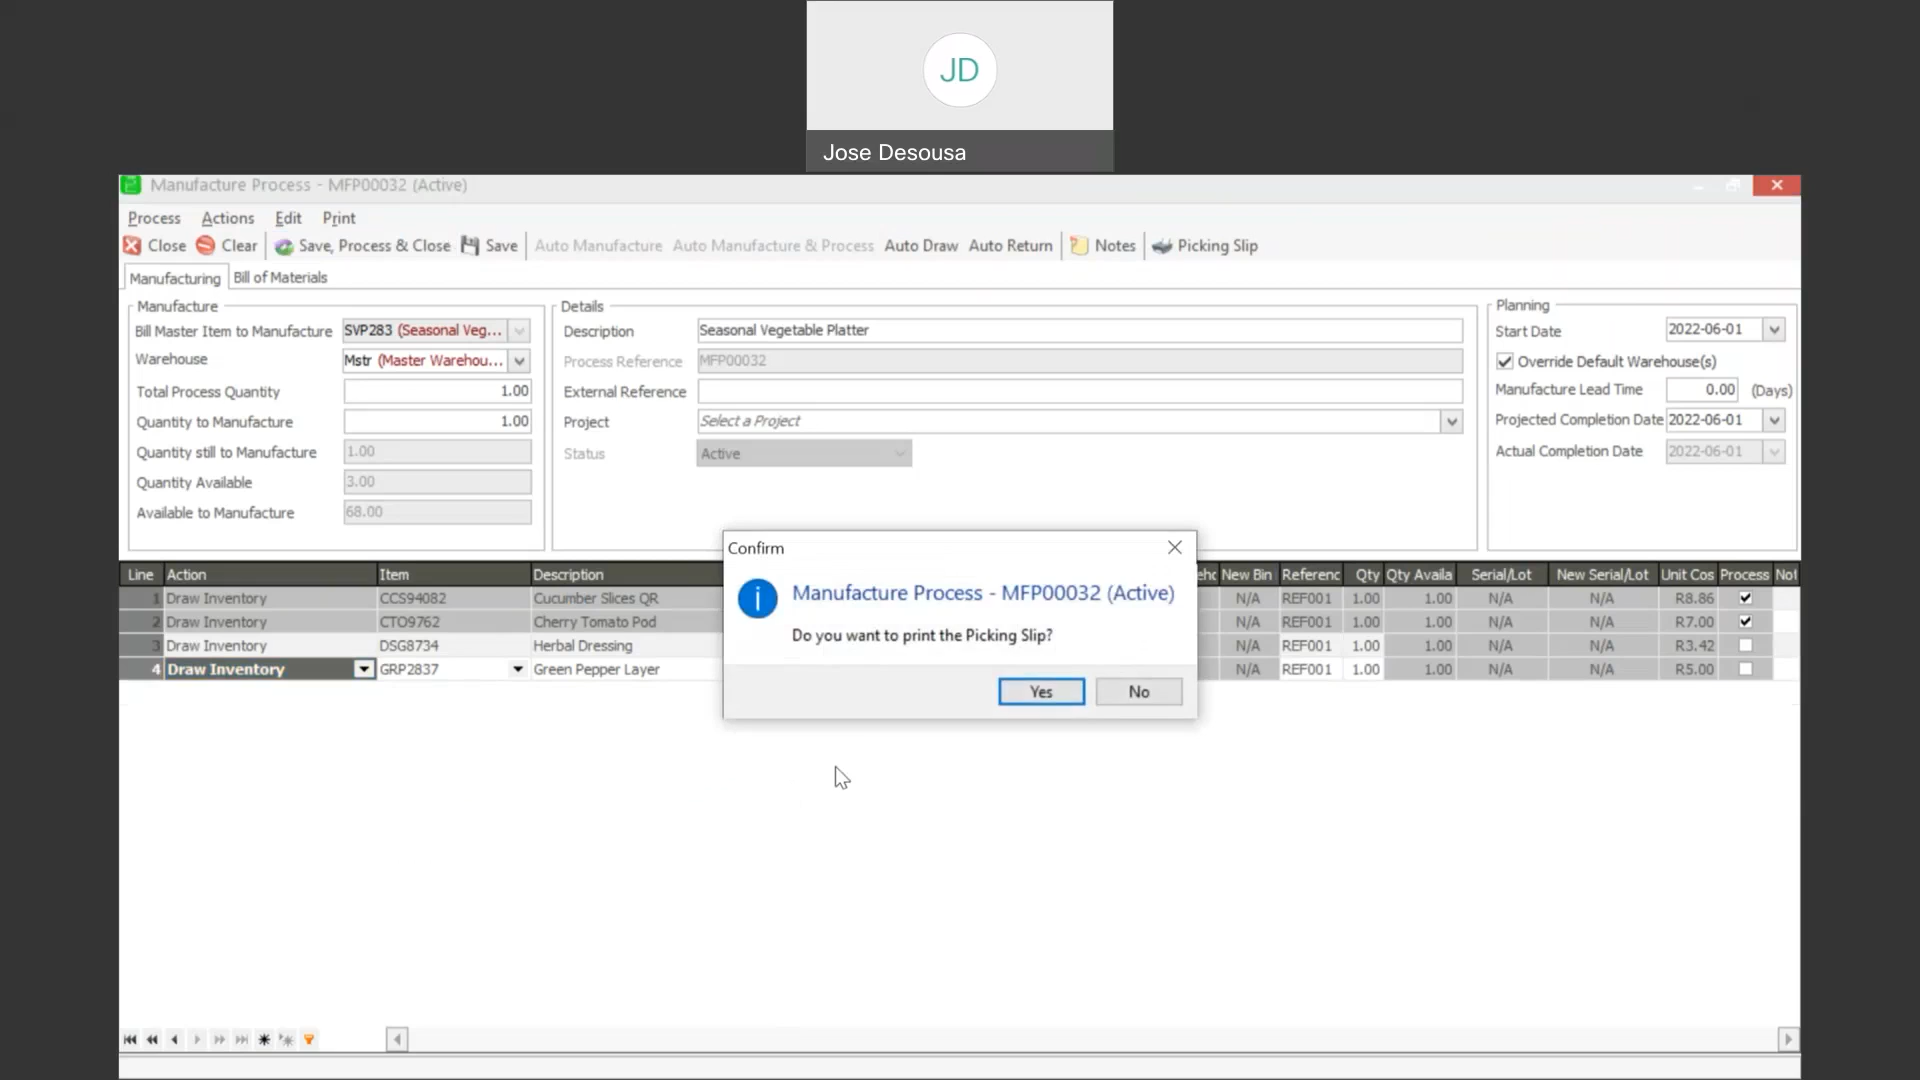 JD
Jose Desousa
Manufacture Process - MFP00032 (Active)
Process Actions Edit Print
Close Clear Save, Process & Close Save Auto Manufacture Auto Manufacture & Process Auto Draw Auto Return Notes Picking Slip
Manufacturing Bill of Materials
Manufacture
Bill Master Item to Manufacture SVP283 (Seasonal Veg...
Warehouse Mstr (Master Warehou...
Total Process Quantity 1.00
Quantity to Manufacture 1.00
Quantity still to Manufacture 1.00
Quantity Available 3.00
Available to Manufacture 68.00
Details
Description Seasonal Vegetable Platter
Process Reference MFP00032
External Reference
Project Select a Project
Status Active
Planning
Start Date 2022-06-01
Override Default Warehouse(s)
Manufacture Lead Time 0.00 (Days)
Projected Completion Date 2022-06-01
Actual Completion Date 2022-06-01
Confirm
Manufacture Process - MFP00032 (Active)
Do you want to print the Picking Slip?
Yes No
Line Action Item Description New Bin Referenc Qty Qty Availa Serial/Lot New Serial/Lot Unit Cos Process
1 Draw Inventory CCS94082 Cucumber Slices QR N/A REF001 1.00 1.00 N/A N/A R8.86
2 Draw Inventory CTO9762 Cherry Tomato Pod N/A REF001 1.00 1.00 N/A N/A R7.00
3 Draw Inventory DSG8734 Herbal Dressing N/A REF001 1.00 1.00 N/A N/A R3.42
4 Draw Inventory GRP2837 Green Pepper Layer N/A REF001 1.00 1.00 N/A N/A R5.00